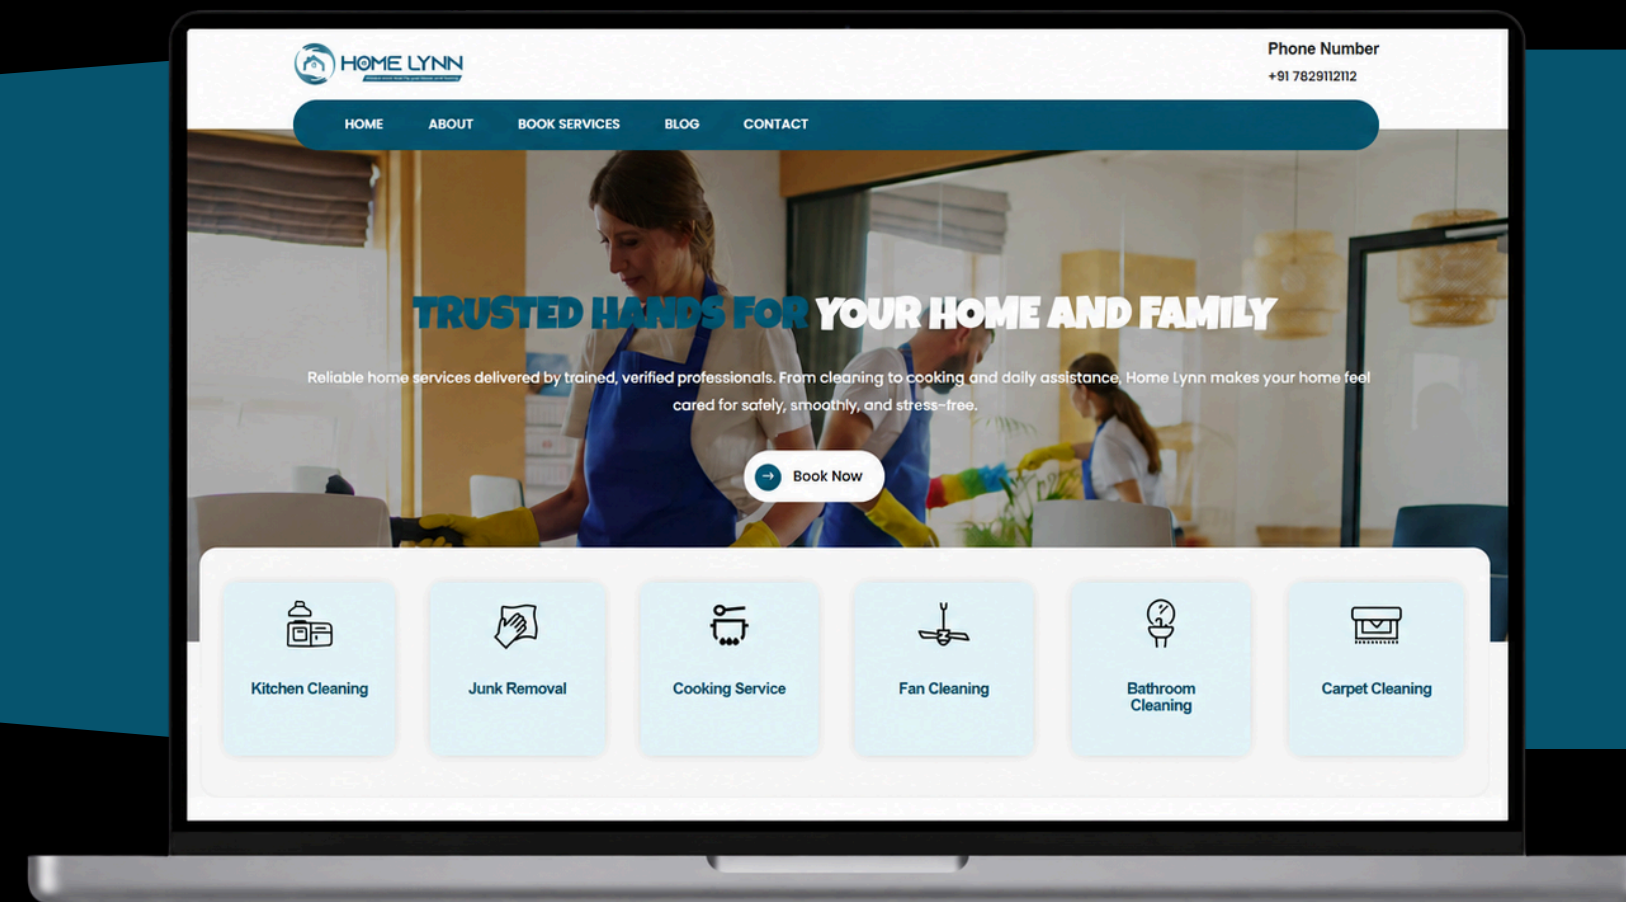 HOME LYNN
Phone Number
+91 7829112112
HOME ABOUT BOOK SERVICES BLOG CONTACT
TRUSTED HANDS FOR YOUR HOME AND FAMILY
Reliable home services delivered by trained, verified professionals. From cleaning to cooking and daily assistance, Home Lynn makes your home feel
cared for safely, smoothly, and stress-free.
Book Now
Kitchen Cleaning
Junk Removal
Cooking Service
Fan Cleaning
Bathroom
Cleaning
Carpet Cleaning